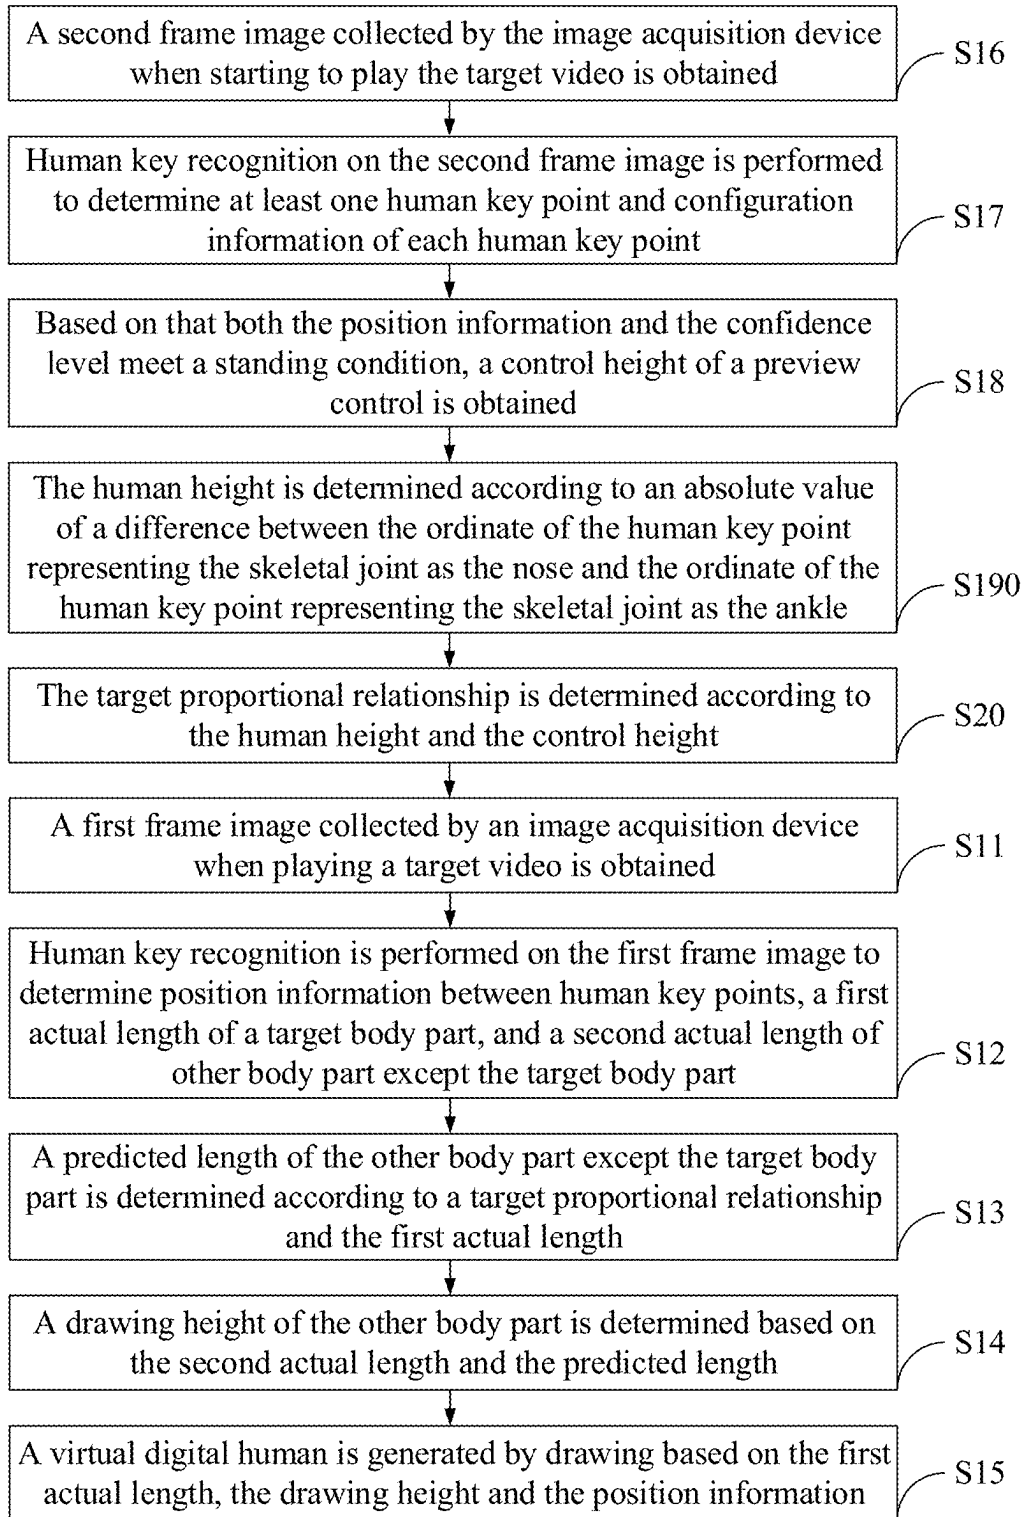 A second frame image collected by the image acquisition device
when starting to play the target video is obtained
S16
Human key recognition on the second frame image is performed
to determine at least one human key point and configuration
information of each human key point
S17
Based on that both the position information and the confidence
level meet a standing condition, a control height of a preview
control is obtained
S18
The human height is determined according to an absolute value
of a difference between the ordinate of the human key point
representing the skeletal joint as the nose and the ordinate of the
human key point representing the skeletal joint as the ankle
S190
The target proportional relationship is determined according to
the human height and the control height
S20
A first frame image collected by an image acquisition device
when playing a target video is obtained
S11
Human key recognition is performed on the first frame image to
determine position information between human key points, a first
actual length of a target body part, and a second actual length of
other body part except the target body part
S12
A predicted length of the other body part except the target body
part is determined according to a target proportional relationship
and the first actual length
S13
A drawing height of the other body part is determined based on
the second actual length and the predicted length
S14
A virtual digital human is generated by drawing based on the first
actual length, the drawing height and the position information
S15